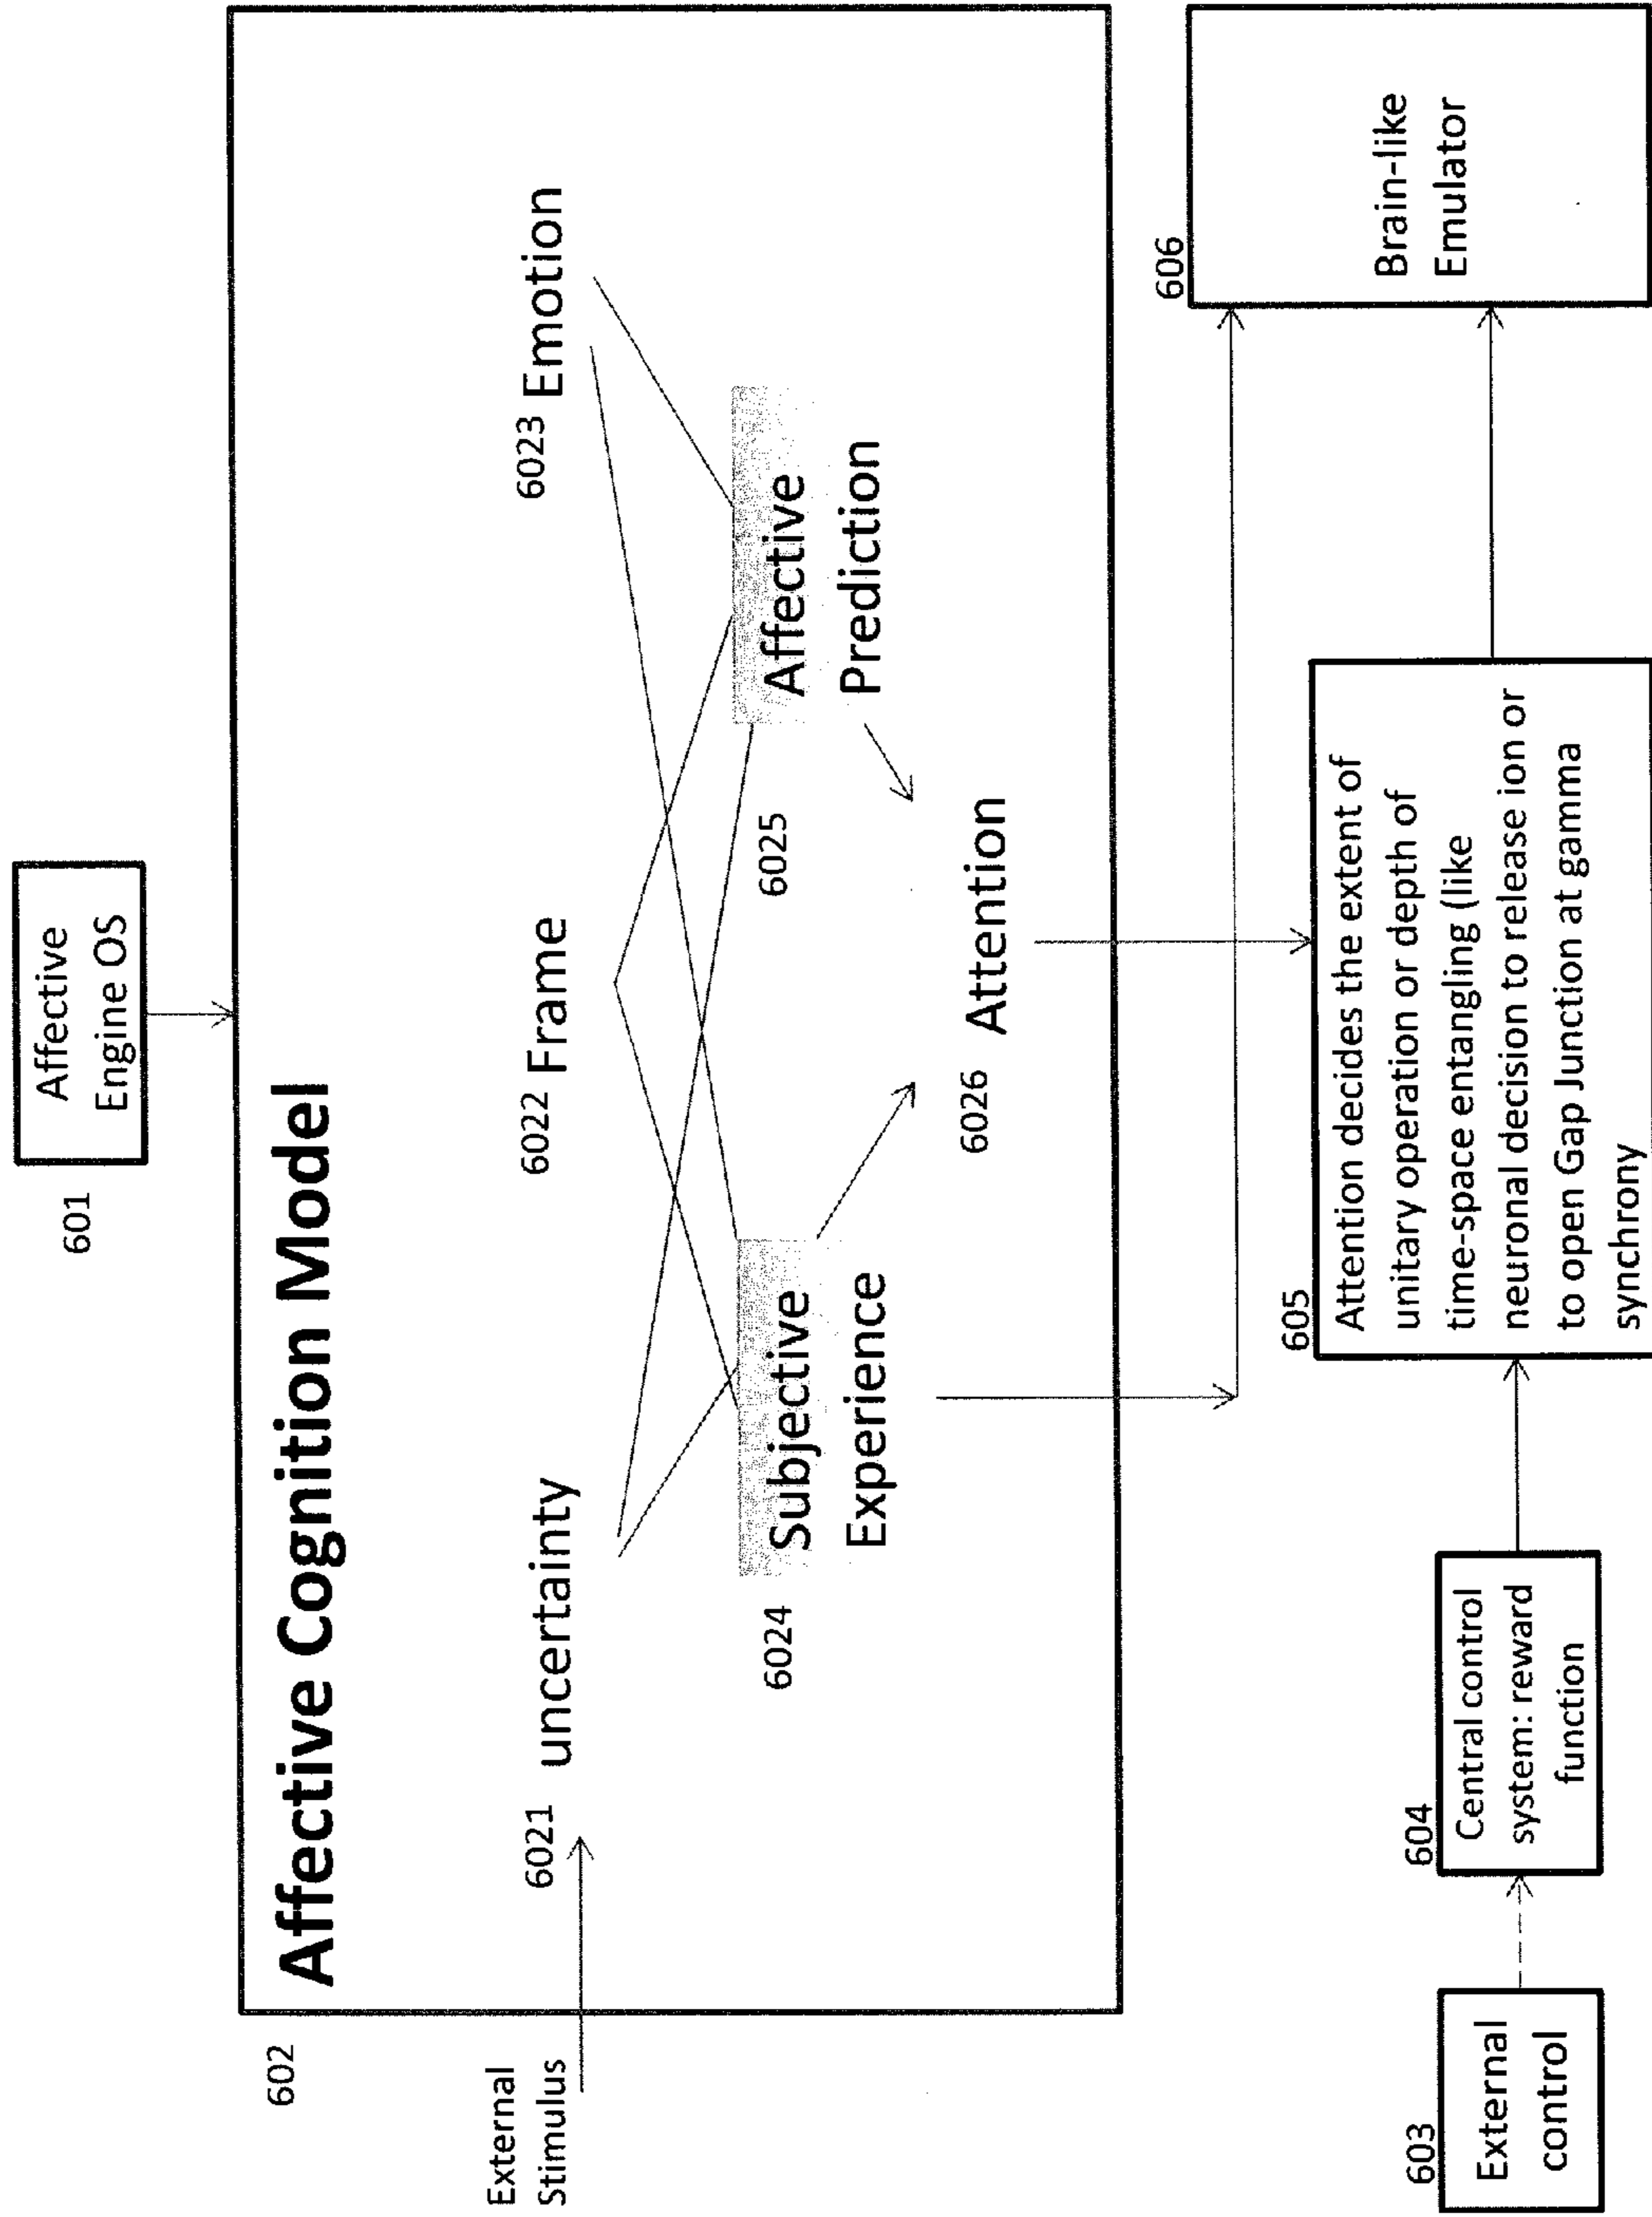 601
Affective
Engine OS
602
Affective Cognition Model
External
Stimulus
6021 uncertainty
6022 Frame
6023 Emotion
6024
Subjective
Experience
6025
Affective
Prediction
6026 Attention
603
External
control
604
Central control
system: reward
function
605
Attention decides the extent of
unitary operation or depth of
time-space entangling (like
neuronal decision to release ion or
to open Gap Junction at gamma
synchrony
606
Brain-like
Emulator